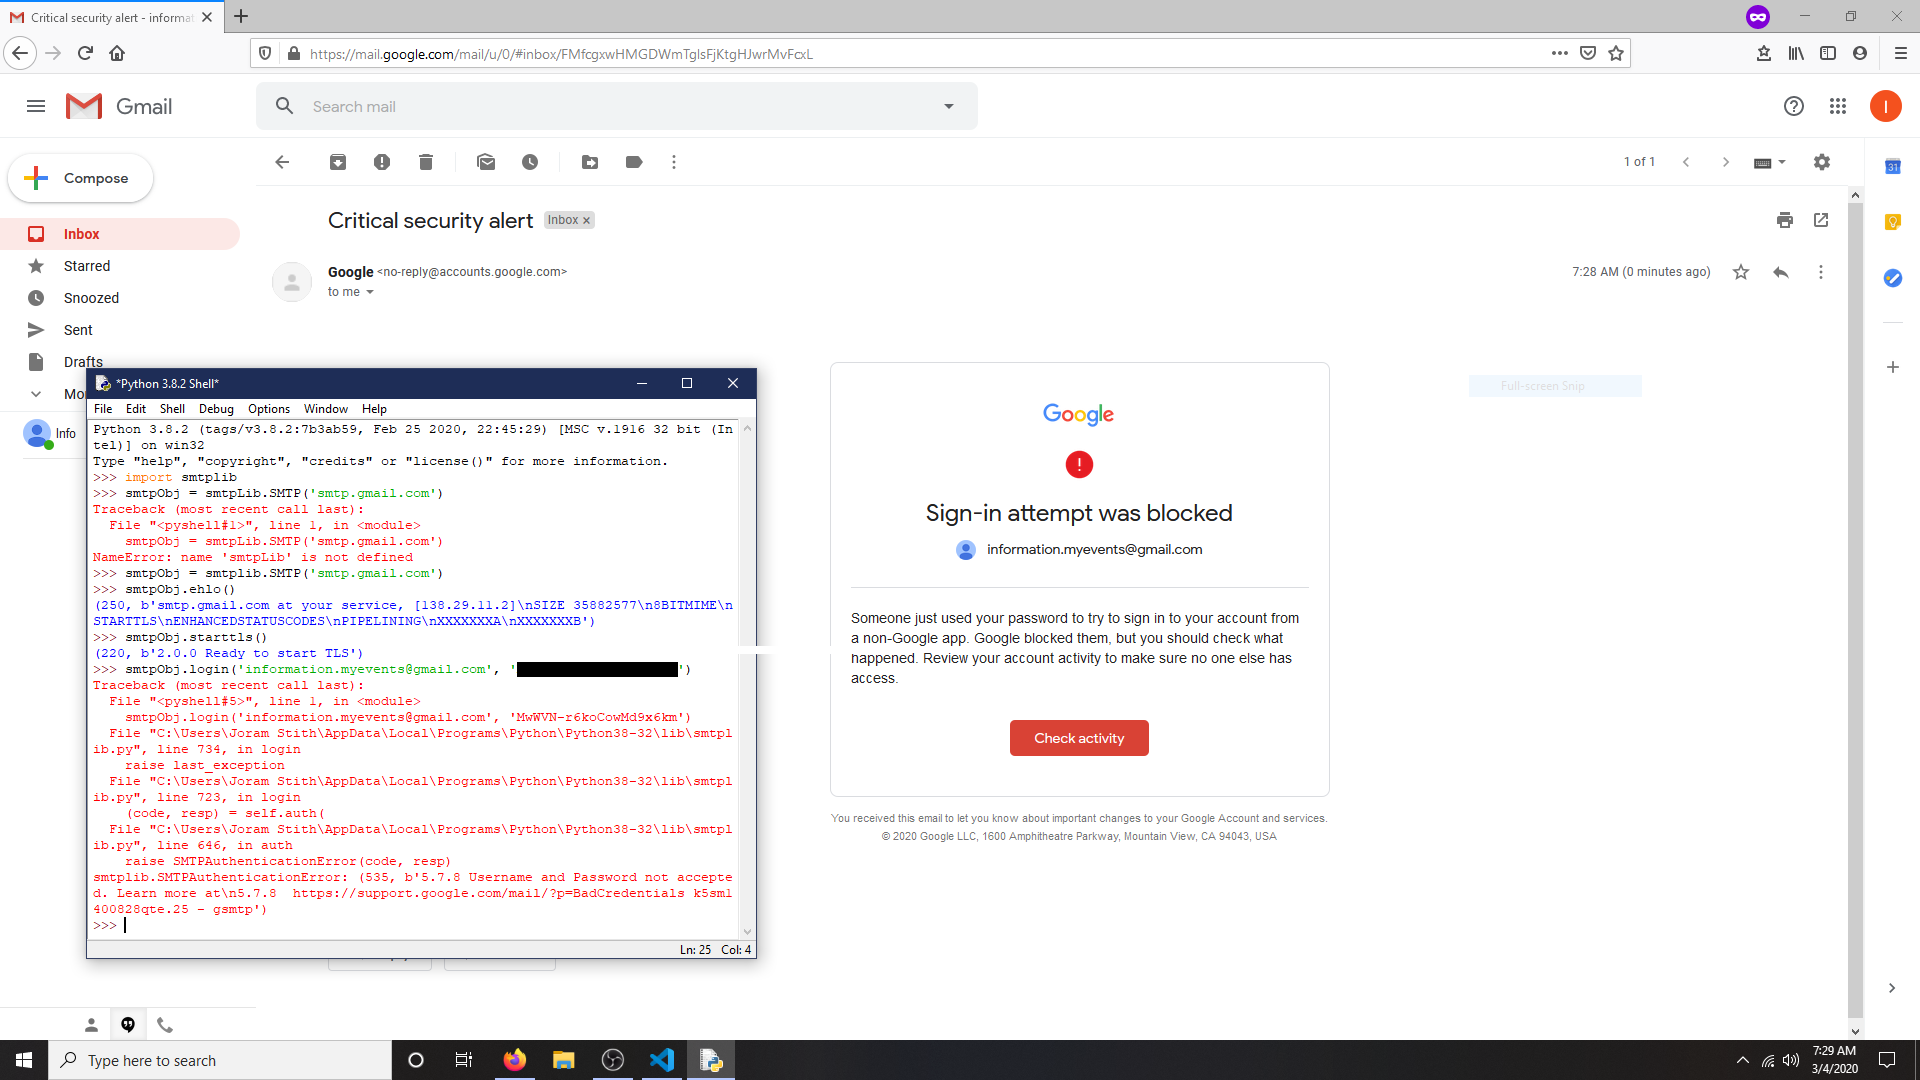 Critical security alert - informat
https://mail.google.com/mail/u/0/#inbox/FMfcgxwHMGDWmTglsFjKtgHJwrMvFcxL
Gmail
Search mail
I
Compose
1 of 1
31
Inbox
Starred
Snoozed
Sent
Drafts
Mo
Info
Critical security alert
Inbox ×
Google <no-reply@accounts.google.com>
to me
7:28 AM (0 minutes ago)
*Python 3.8.2 Shell*
File Edit Shell Debug Options Window Help
Python 3.8.2 (tags/v3.8.2:7b3ab59, Feb 25 2020, 22:45:29) [MSC v.1916 32 bit (In
tel)] on win32
Type "help", "copyright", "credits" or "license()" for more information.
>>> import smtplib
>>> smtpObj = smtpLib.SMTP('smtp.gmail.com')
Traceback (most recent call last):
  File "<pyshell#1>", line 1, in <module>
    smtpObj = smtpLib.SMTP('smtp.gmail.com')
NameError: name 'smtpLib' is not defined
>>> smtpObj = smtplib.SMTP('smtp.gmail.com')
>>> smtpObj.ehlo()
(250, b'smtp.gmail.com at your service, [138.29.11.2]\nSIZE 35882577\n8BITMIME\n
STARTTLS\nENHANCEDSTATUSCODES\nPIPELINING\nXXXXXXXA\nXXXXXXXB')
>>> smtpObj.starttls()
(220, b'2.0.0 Ready to start TLS')
>>> smtpObj.login('information.myevents@gmail.com', '')
Traceback (most recent call last):
  File "<pyshell#5>", line 1, in <module>
    smtpObj.login('information.myevents@gmail.com', 'MwWVN-r6koCowMd9x6km')
  File "C:\Users\Joram Stith\AppData\Local\Programs\Python\Python38-32\lib\smtpl
ib.py", line 734, in login
    raise last_exception
  File "C:\Users\Joram Stith\AppData\Local\Programs\Python\Python38-32\lib\smtpl
ib.py", line 723, in login
    (code, resp) = self.auth(
  File "C:\Users\Joram Stith\AppData\Local\Programs\Python\Python38-32\lib\smtpl
ib.py", line 646, in auth
    raise SMTPAuthenticationError(code, resp)
smtplib.SMTPAuthenticationError: (535, b'5.7.8 Username and Password not accepte
d. Learn more at\n5.7.8  https://support.google.com/mail/?p=BadCredentials k5sm1
400828qte.25 - gsmtp')
>>>
Ln: 25 Col: 4
Google
Sign-in attempt was blocked
information.myevents@gmail.com
Someone just used your password to try to sign in to your account from
a non-Google app. Google blocked them, but you should check what
happened. Review your account activity to make sure no one else has
access.
Check activity
You received this email to let you know about important changes to your Google Account and services.
© 2020 Google LLC, 1600 Amphitheatre Parkway, Mountain View, CA 94043, USA
Full-screen Snip
Type here to search
7:29 AM
3/4/2020